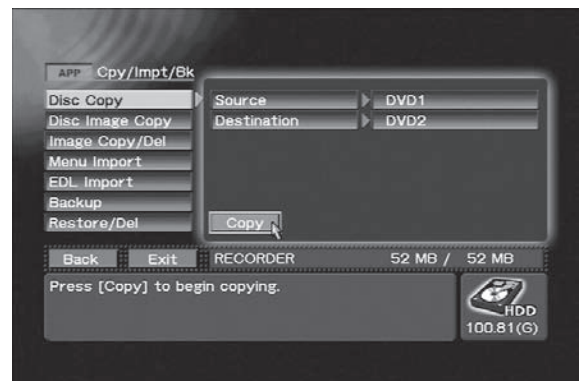 APP Cpy/Impt/Bk
Disc Copy
Source DVD1
Disc Image Copy
Destination DVD2
Image Copy/Del
Menu Import
EDL Import
Backup
Restore/Del
Copy
Back Exit RECORDER 52 MB / 52 MB
Press [Copy] to begin copying.
HDD
100.81(G)